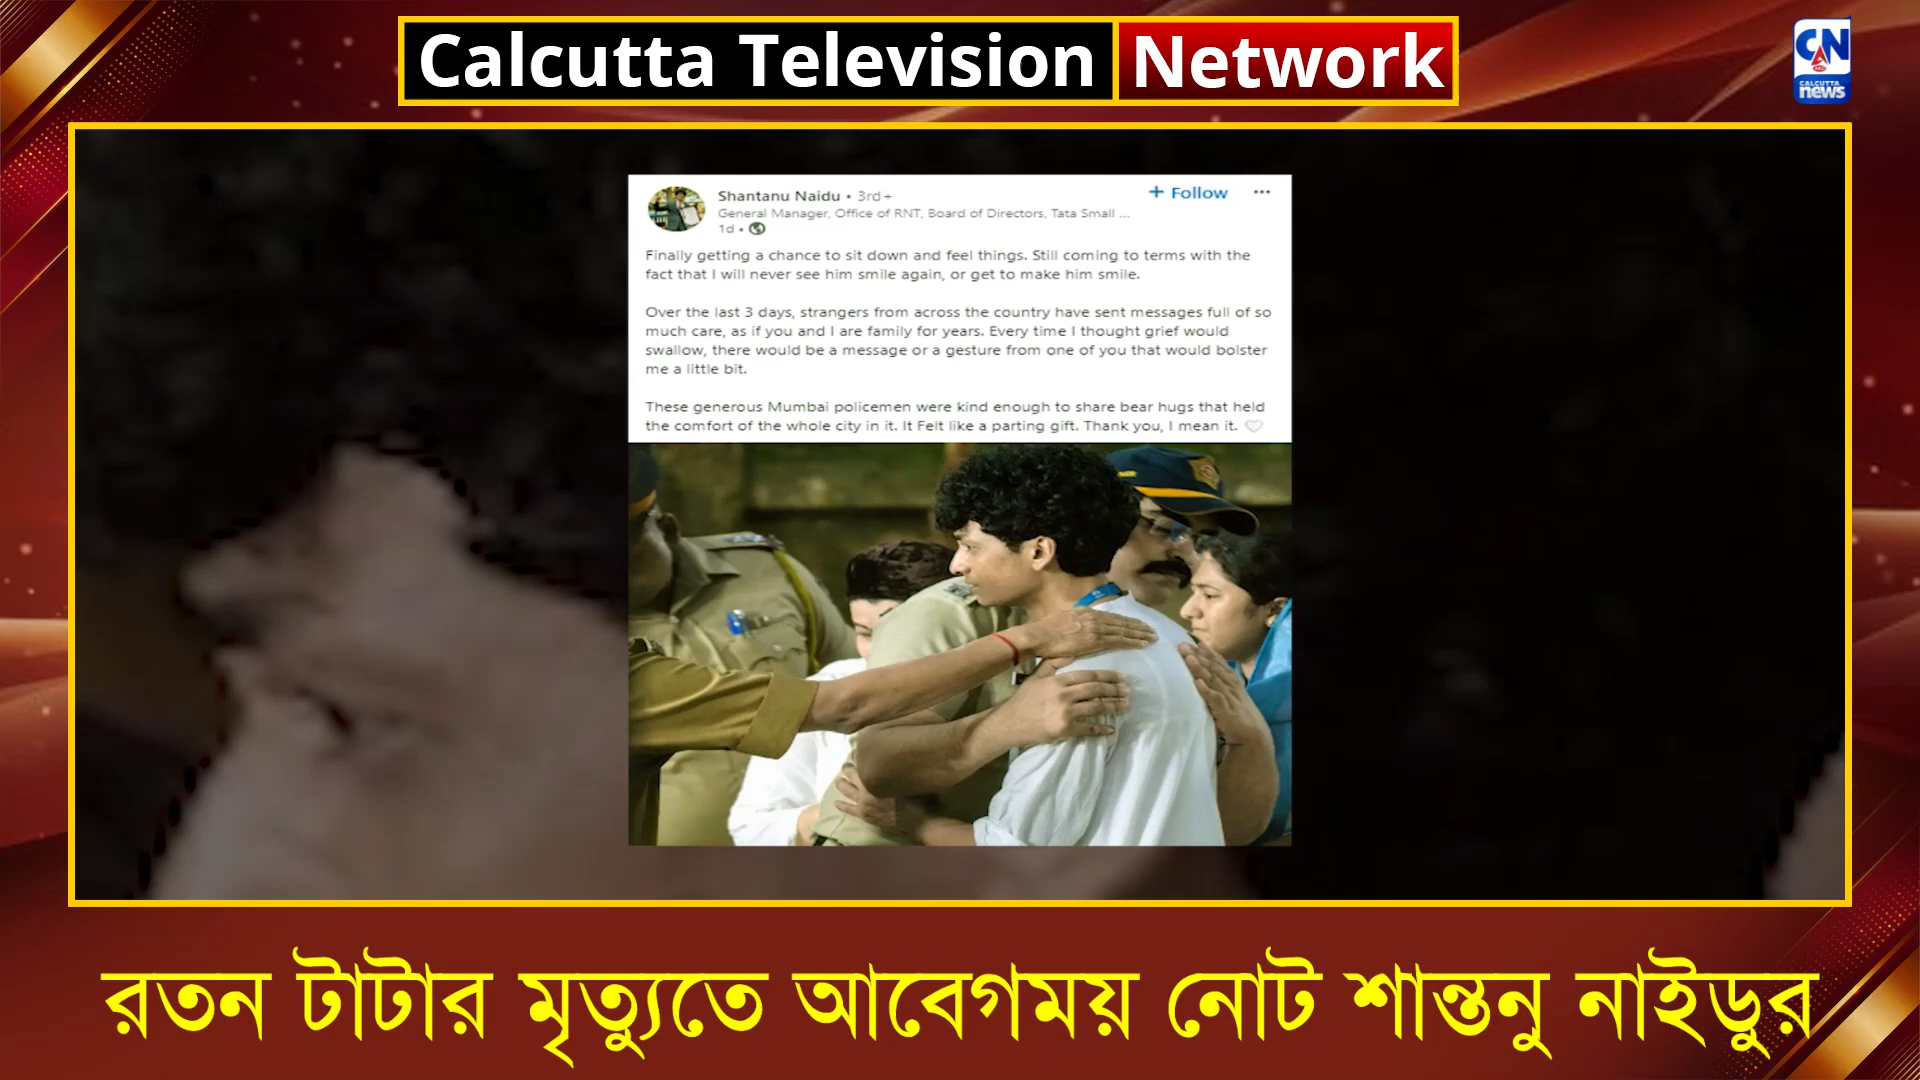 Calcutta Television Network
CN
CALCUTTA
news
Shantanu Naidu • 3rd+
+ Follow
General Manager, Office of RNT, Board of Directors, Tata Small ...
1d •
Finally getting a chance to sit down and feel things. Still coming to terms with the
fact that I will never see him smile again, or get to make him smile.
Over the last 3 days, strangers from across the country have sent messages full of so
much care, as if you and I are family for years. Every time I thought grief would
swallow, there would be a message or a gesture from one of you that would bolster
me a little bit.
These generous Mumbai policemen were kind enough to share bear hugs that held
the comfort of the whole city in it. It Felt like a parting gift. Thank you, I mean it. 🤍
রতন টাটার মৃত্যুতে আবেগময় নোট শান্তনু নাইডুর